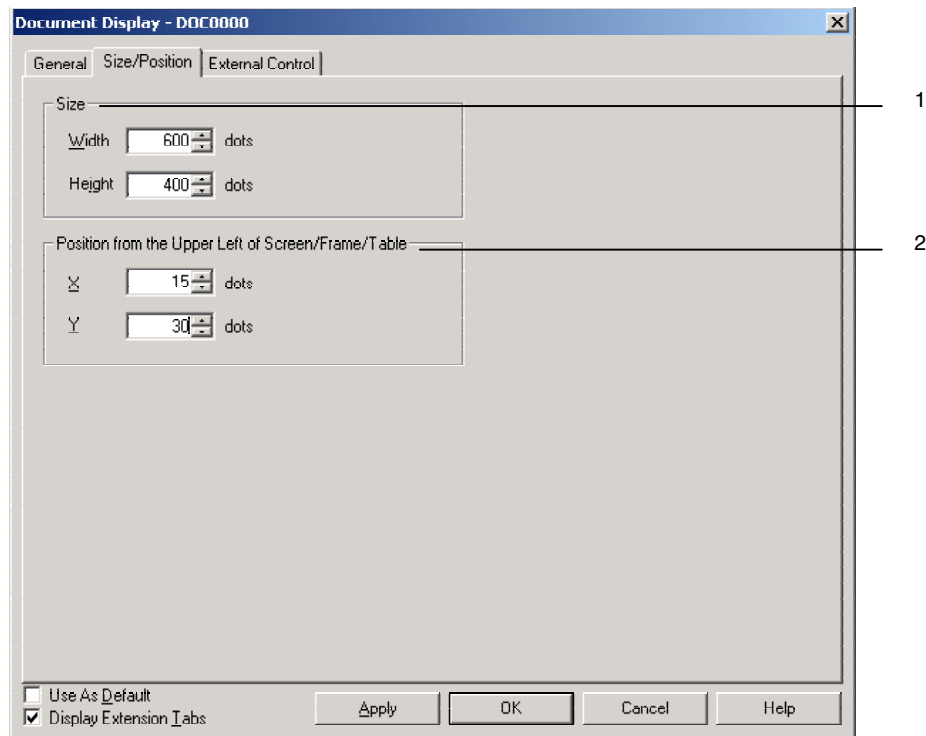 Document Display - DOC0000
General Size/Position External Control
Size 1
Width 600 dots
Height 400 dots
Position from the Upper Left of Screen/Frame/Table 2
X 15 dots
Y 30 dots
Use As Default
Display Extension Tabs
Apply OK Cancel Help